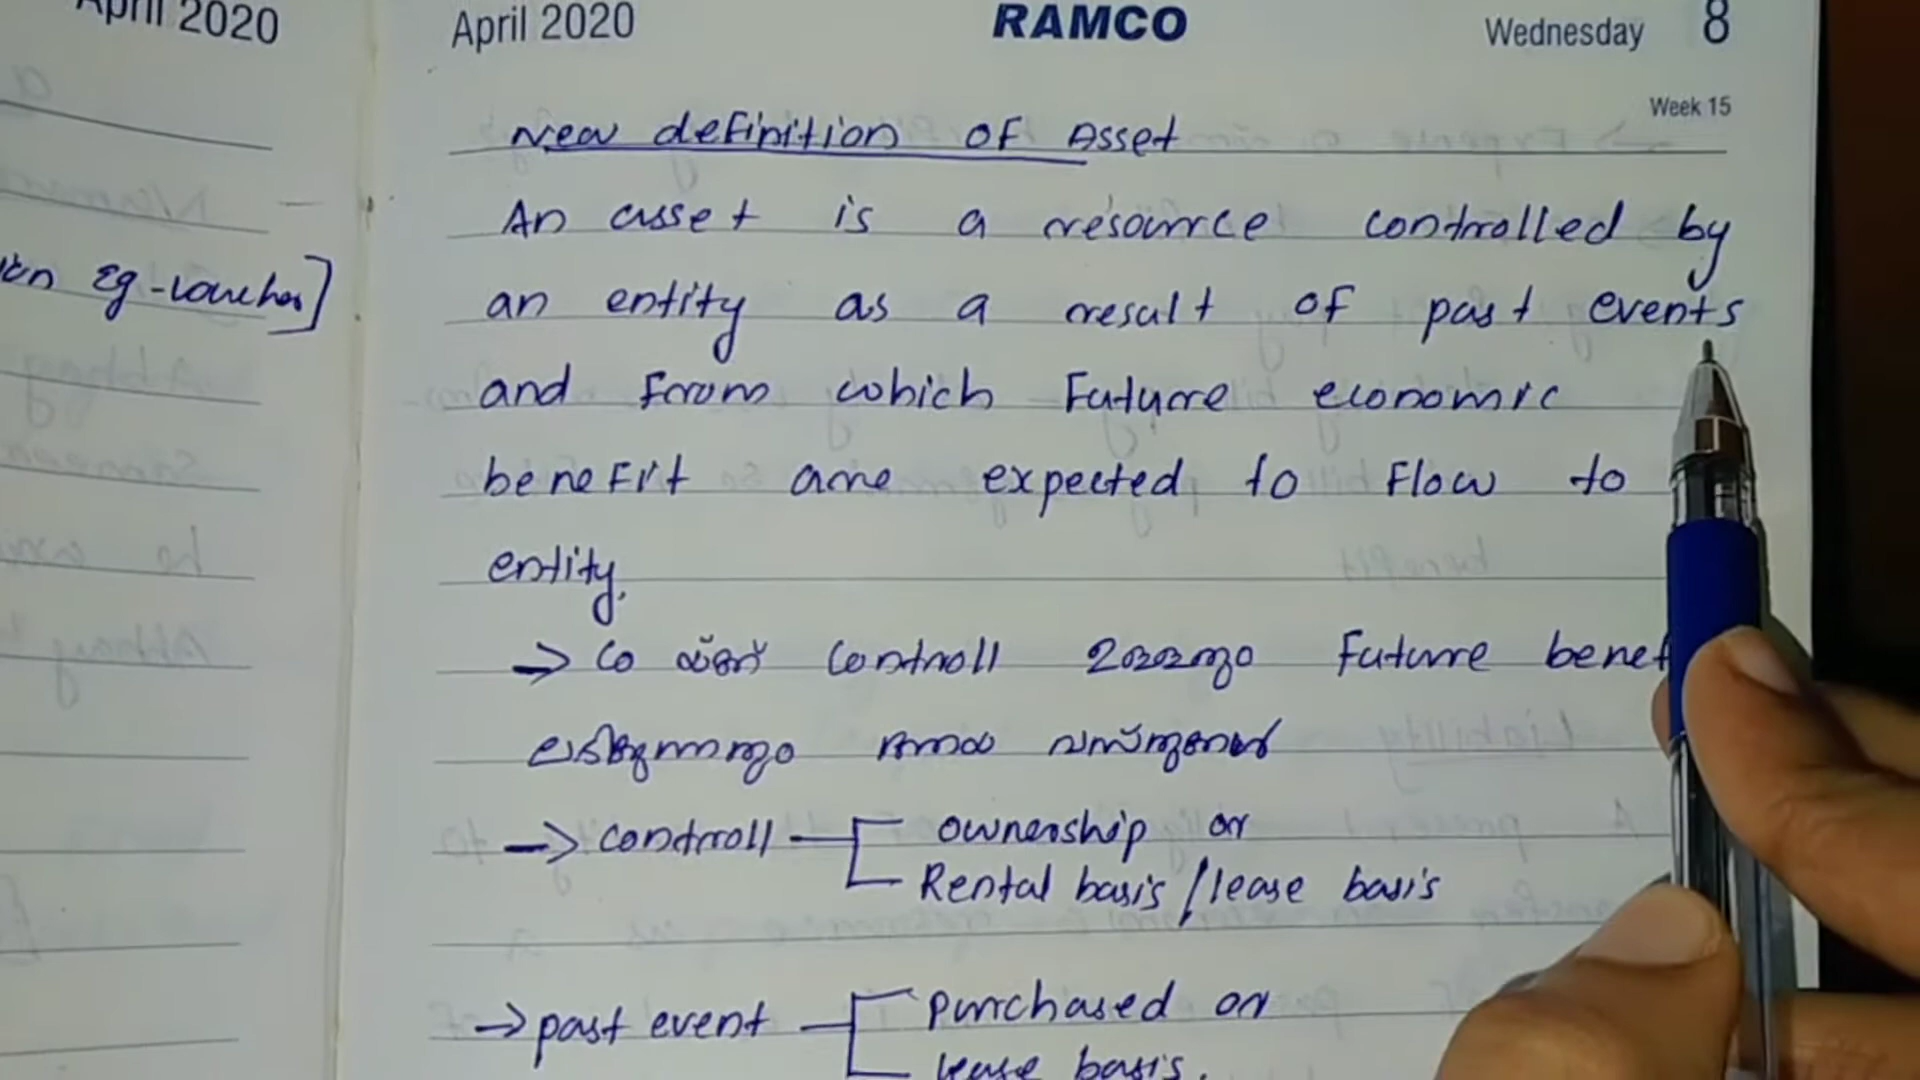 April 2020
April 2020 RAMCO Wednesday 8
Week 15
New definition of Asset
An asset is a resource controlled by
an entity as a result of past events
and from which Future economic
benefit are expected to Flow to
entity.
→ Co controll Future benef
→ controll ownership or
Rental basis / lease basis
→ past event purchased or
lease basis.
Eg - voucher]